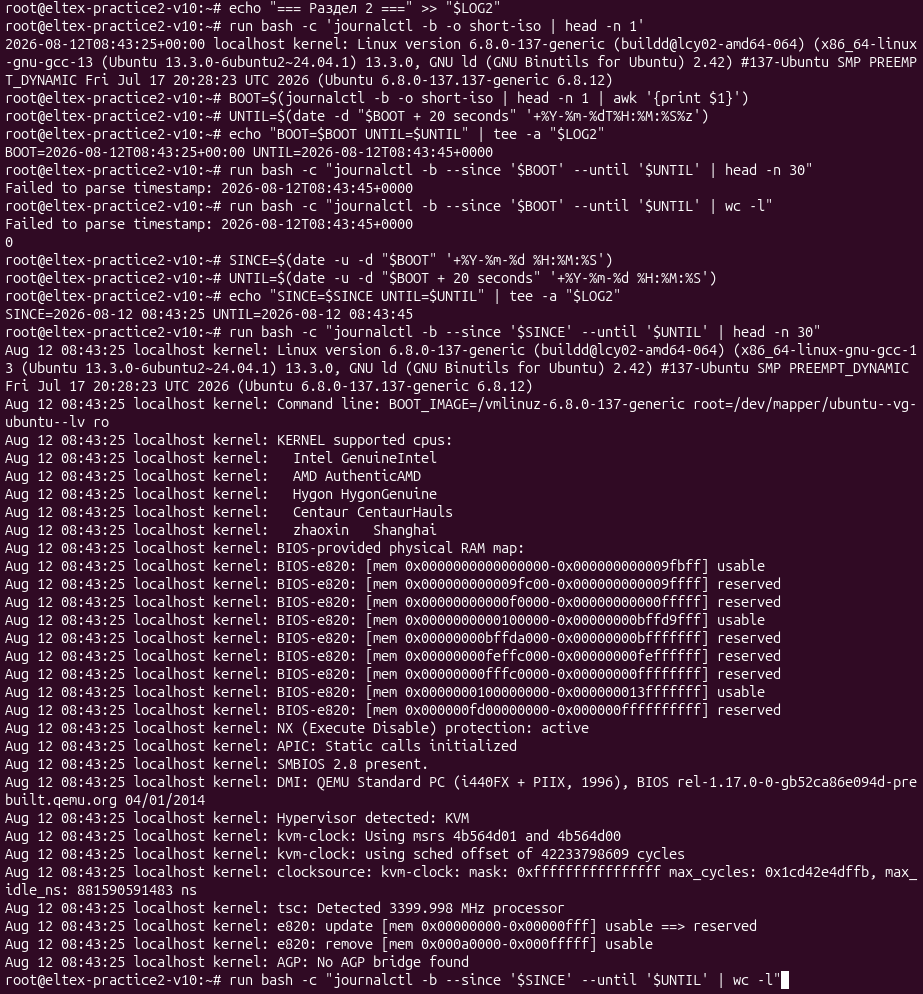 root@eltex-practice2-v10:~# echo "=== Раздел 2 ===" >> "$LOG2"
root@eltex-practice2-v10:~# run bash -c 'journalctl -b -o short-iso | head -n 1'
2026-08-12T08:43:25+00:00 localhost kernel: Linux version 6.8.0-137-generic (buildd@lcy02-amd64-064) (x86_64-linux
-gnu-gcc-13 (Ubuntu 13.3.0-6ubuntu2~24.04.1) 13.3.0, GNU ld (GNU Binutils for Ubuntu) 2.42) #137-Ubuntu SMP PREEMP
T_DYNAMIC Fri Jul 17 20:28:23 UTC 2026 (Ubuntu 6.8.0-137.137-generic 6.8.12)
root@eltex-practice2-v10:~# BOOT=$(journalctl -b -o short-iso | head -n 1 | awk '{print $1}')
root@eltex-practice2-v10:~# UNTIL=$(date -d "$BOOT + 20 seconds" '+%Y-%m-%dT%H:%M:%S%z')
root@eltex-practice2-v10:~# echo "BOOT=$BOOT UNTIL=$UNTIL" | tee -a "$LOG2"
BOOT=2026-08-12T08:43:25+00:00 UNTIL=2026-08-12T08:43:45+0000
root@eltex-practice2-v10:~# run bash -c "journalctl -b --since '$BOOT' --until '$UNTIL' | head -n 30"
Failed to parse timestamp: 2026-08-12T08:43:45+0000
root@eltex-practice2-v10:~# run bash -c "journalctl -b --since '$BOOT' --until '$UNTIL' | wc -l"
Failed to parse timestamp: 2026-08-12T08:43:45+0000
0
root@eltex-practice2-v10:~# SINCE=$(date -u -d "$BOOT" '+%Y-%m-%d %H:%M:%S')
root@eltex-practice2-v10:~# UNTIL=$(date -u -d "$BOOT + 20 seconds" '+%Y-%m-%d %H:%M:%S')
root@eltex-practice2-v10:~# echo "SINCE=$SINCE UNTIL=$UNTIL" | tee -a "$LOG2"
SINCE=2026-08-12 08:43:25 UNTIL=2026-08-12 08:43:45
root@eltex-practice2-v10:~# run bash -c "journalctl -b --since '$SINCE' --until '$UNTIL' | head -n 30"
Aug 12 08:43:25 localhost kernel: Linux version 6.8.0-137-generic (buildd@lcy02-amd64-064) (x86_64-linux-gnu-gcc-1
3 (Ubuntu 13.3.0-6ubuntu2~24.04.1) 13.3.0, GNU ld (GNU Binutils for Ubuntu) 2.42) #137-Ubuntu SMP PREEMPT_DYNAMIC
Fri Jul 17 20:28:23 UTC 2026 (Ubuntu 6.8.0-137.137-generic 6.8.12)
Aug 12 08:43:25 localhost kernel: Command line: BOOT_IMAGE=/vmlinuz-6.8.0-137-generic root=/dev/mapper/ubuntu--vg-
ubuntu--lv ro
Aug 12 08:43:25 localhost kernel: KERNEL supported cpus:
Aug 12 08:43:25 localhost kernel:   Intel GenuineIntel
Aug 12 08:43:25 localhost kernel:   AMD AuthenticAMD
Aug 12 08:43:25 localhost kernel:   Hygon HygonGenuine
Aug 12 08:43:25 localhost kernel:   Centaur CentaurHauls
Aug 12 08:43:25 localhost kernel:   zhaoxin   Shanghai
Aug 12 08:43:25 localhost kernel: BIOS-provided physical RAM map:
Aug 12 08:43:25 localhost kernel: BIOS-e820: [mem 0x0000000000000000-0x000000000009fbff] usable
Aug 12 08:43:25 localhost kernel: BIOS-e820: [mem 0x000000000009fc00-0x000000000009ffff] reserved
Aug 12 08:43:25 localhost kernel: BIOS-e820: [mem 0x00000000000f0000-0x00000000000fffff] reserved
Aug 12 08:43:25 localhost kernel: BIOS-e820: [mem 0x0000000000100000-0x00000000bffd9fff] usable
Aug 12 08:43:25 localhost kernel: BIOS-e820: [mem 0x00000000bffda000-0x00000000bfffffff] reserved
Aug 12 08:43:25 localhost kernel: BIOS-e820: [mem 0x00000000feffc000-0x00000000feffffff] reserved
Aug 12 08:43:25 localhost kernel: BIOS-e820: [mem 0x00000000fffc0000-0x00000000ffffffff] reserved
Aug 12 08:43:25 localhost kernel: BIOS-e820: [mem 0x0000000100000000-0x000000013fffffff] usable
Aug 12 08:43:25 localhost kernel: BIOS-e820: [mem 0x000000fd00000000-0x000000ffffffffff] reserved
Aug 12 08:43:25 localhost kernel: NX (Execute Disable) protection: active
Aug 12 08:43:25 localhost kernel: APIC: Static calls initialized
Aug 12 08:43:25 localhost kernel: SMBIOS 2.8 present.
Aug 12 08:43:25 localhost kernel: DMI: QEMU Standard PC (i440FX + PIIX, 1996), BIOS rel-1.17.0-0-gb52ca86e094d-pre
built.qemu.org 04/01/2014
Aug 12 08:43:25 localhost kernel: Hypervisor detected: KVM
Aug 12 08:43:25 localhost kernel: kvm-clock: Using msrs 4b564d01 and 4b564d00
Aug 12 08:43:25 localhost kernel: kvm-clock: using sched offset of 42233798609 cycles
Aug 12 08:43:25 localhost kernel: clocksource: kvm-clock: mask: 0xffffffffffffffff max_cycles: 0x1cd42e4dffb, max_
idle_ns: 881590591483 ns
Aug 12 08:43:25 localhost kernel: tsc: Detected 3399.998 MHz processor
Aug 12 08:43:25 localhost kernel: e820: update [mem 0x00000000-0x00000fff] usable ==> reserved
Aug 12 08:43:25 localhost kernel: e820: remove [mem 0x000a0000-0x000fffff] usable
Aug 12 08:43:25 localhost kernel: AGP: No AGP bridge found
root@eltex-practice2-v10:~# run bash -c "journalctl -b --since '$SINCE' --until '$UNTIL' | wc -l"